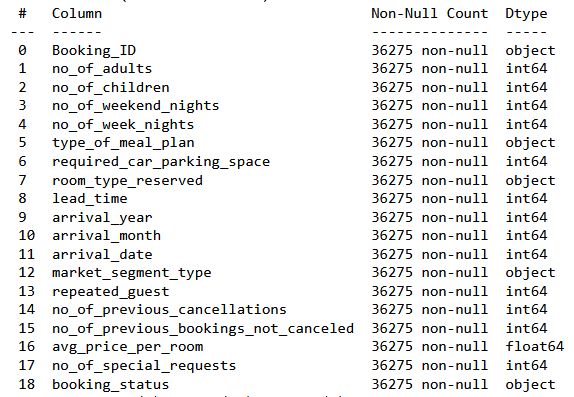 #   Column                                Non-Null Count  Dtype
---  ------                                --------------  -----
0   Booking_ID                            36275 non-null  object
1   no_of_adults                          36275 non-null  int64
2   no_of_children                        36275 non-null  int64
3   no_of_weekend_nights                  36275 non-null  int64
4   no_of_week_nights                     36275 non-null  int64
5   type_of_meal_plan                     36275 non-null  object
6   required_car_parking_space            36275 non-null  int64
7   room_type_reserved                    36275 non-null  object
8   lead_time                             36275 non-null  int64
9   arrival_year                          36275 non-null  int64
10  arrival_month                         36275 non-null  int64
11  arrival_date                          36275 non-null  int64
12  market_segment_type                   36275 non-null  object
13  repeated_guest                        36275 non-null  int64
14  no_of_previous_cancellations          36275 non-null  int64
15  no_of_previous_bookings_not_canceled  36275 non-null  int64
16  avg_price_per_room                    36275 non-null  float64
17  no_of_special_requests                36275 non-null  int64
18  booking_status                        36275 non-null  object